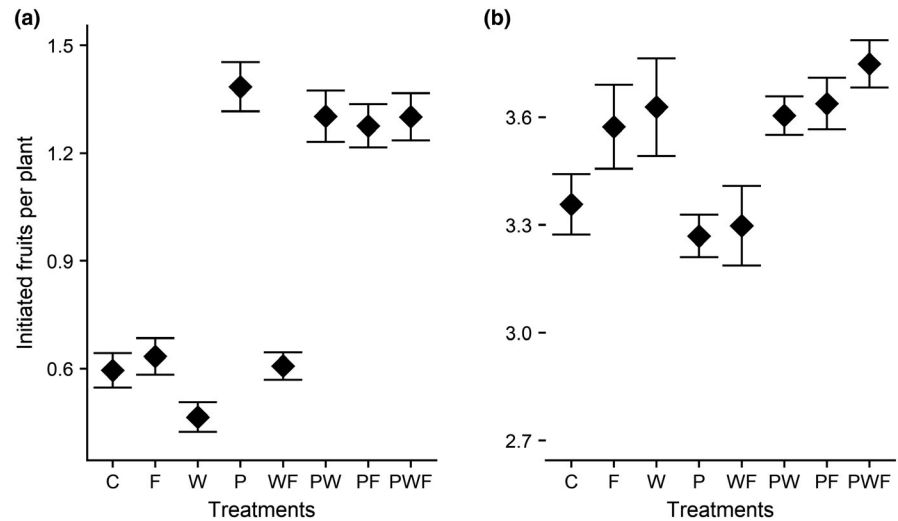 (a)
Initiated fruits per plant
1.5
1.2
0.9
0.6
C F W P WF PW PF PWF
Treatments
(b)
3.6
3.3
3.0
2.7
C F W P WF PW PF PWF
Treatments